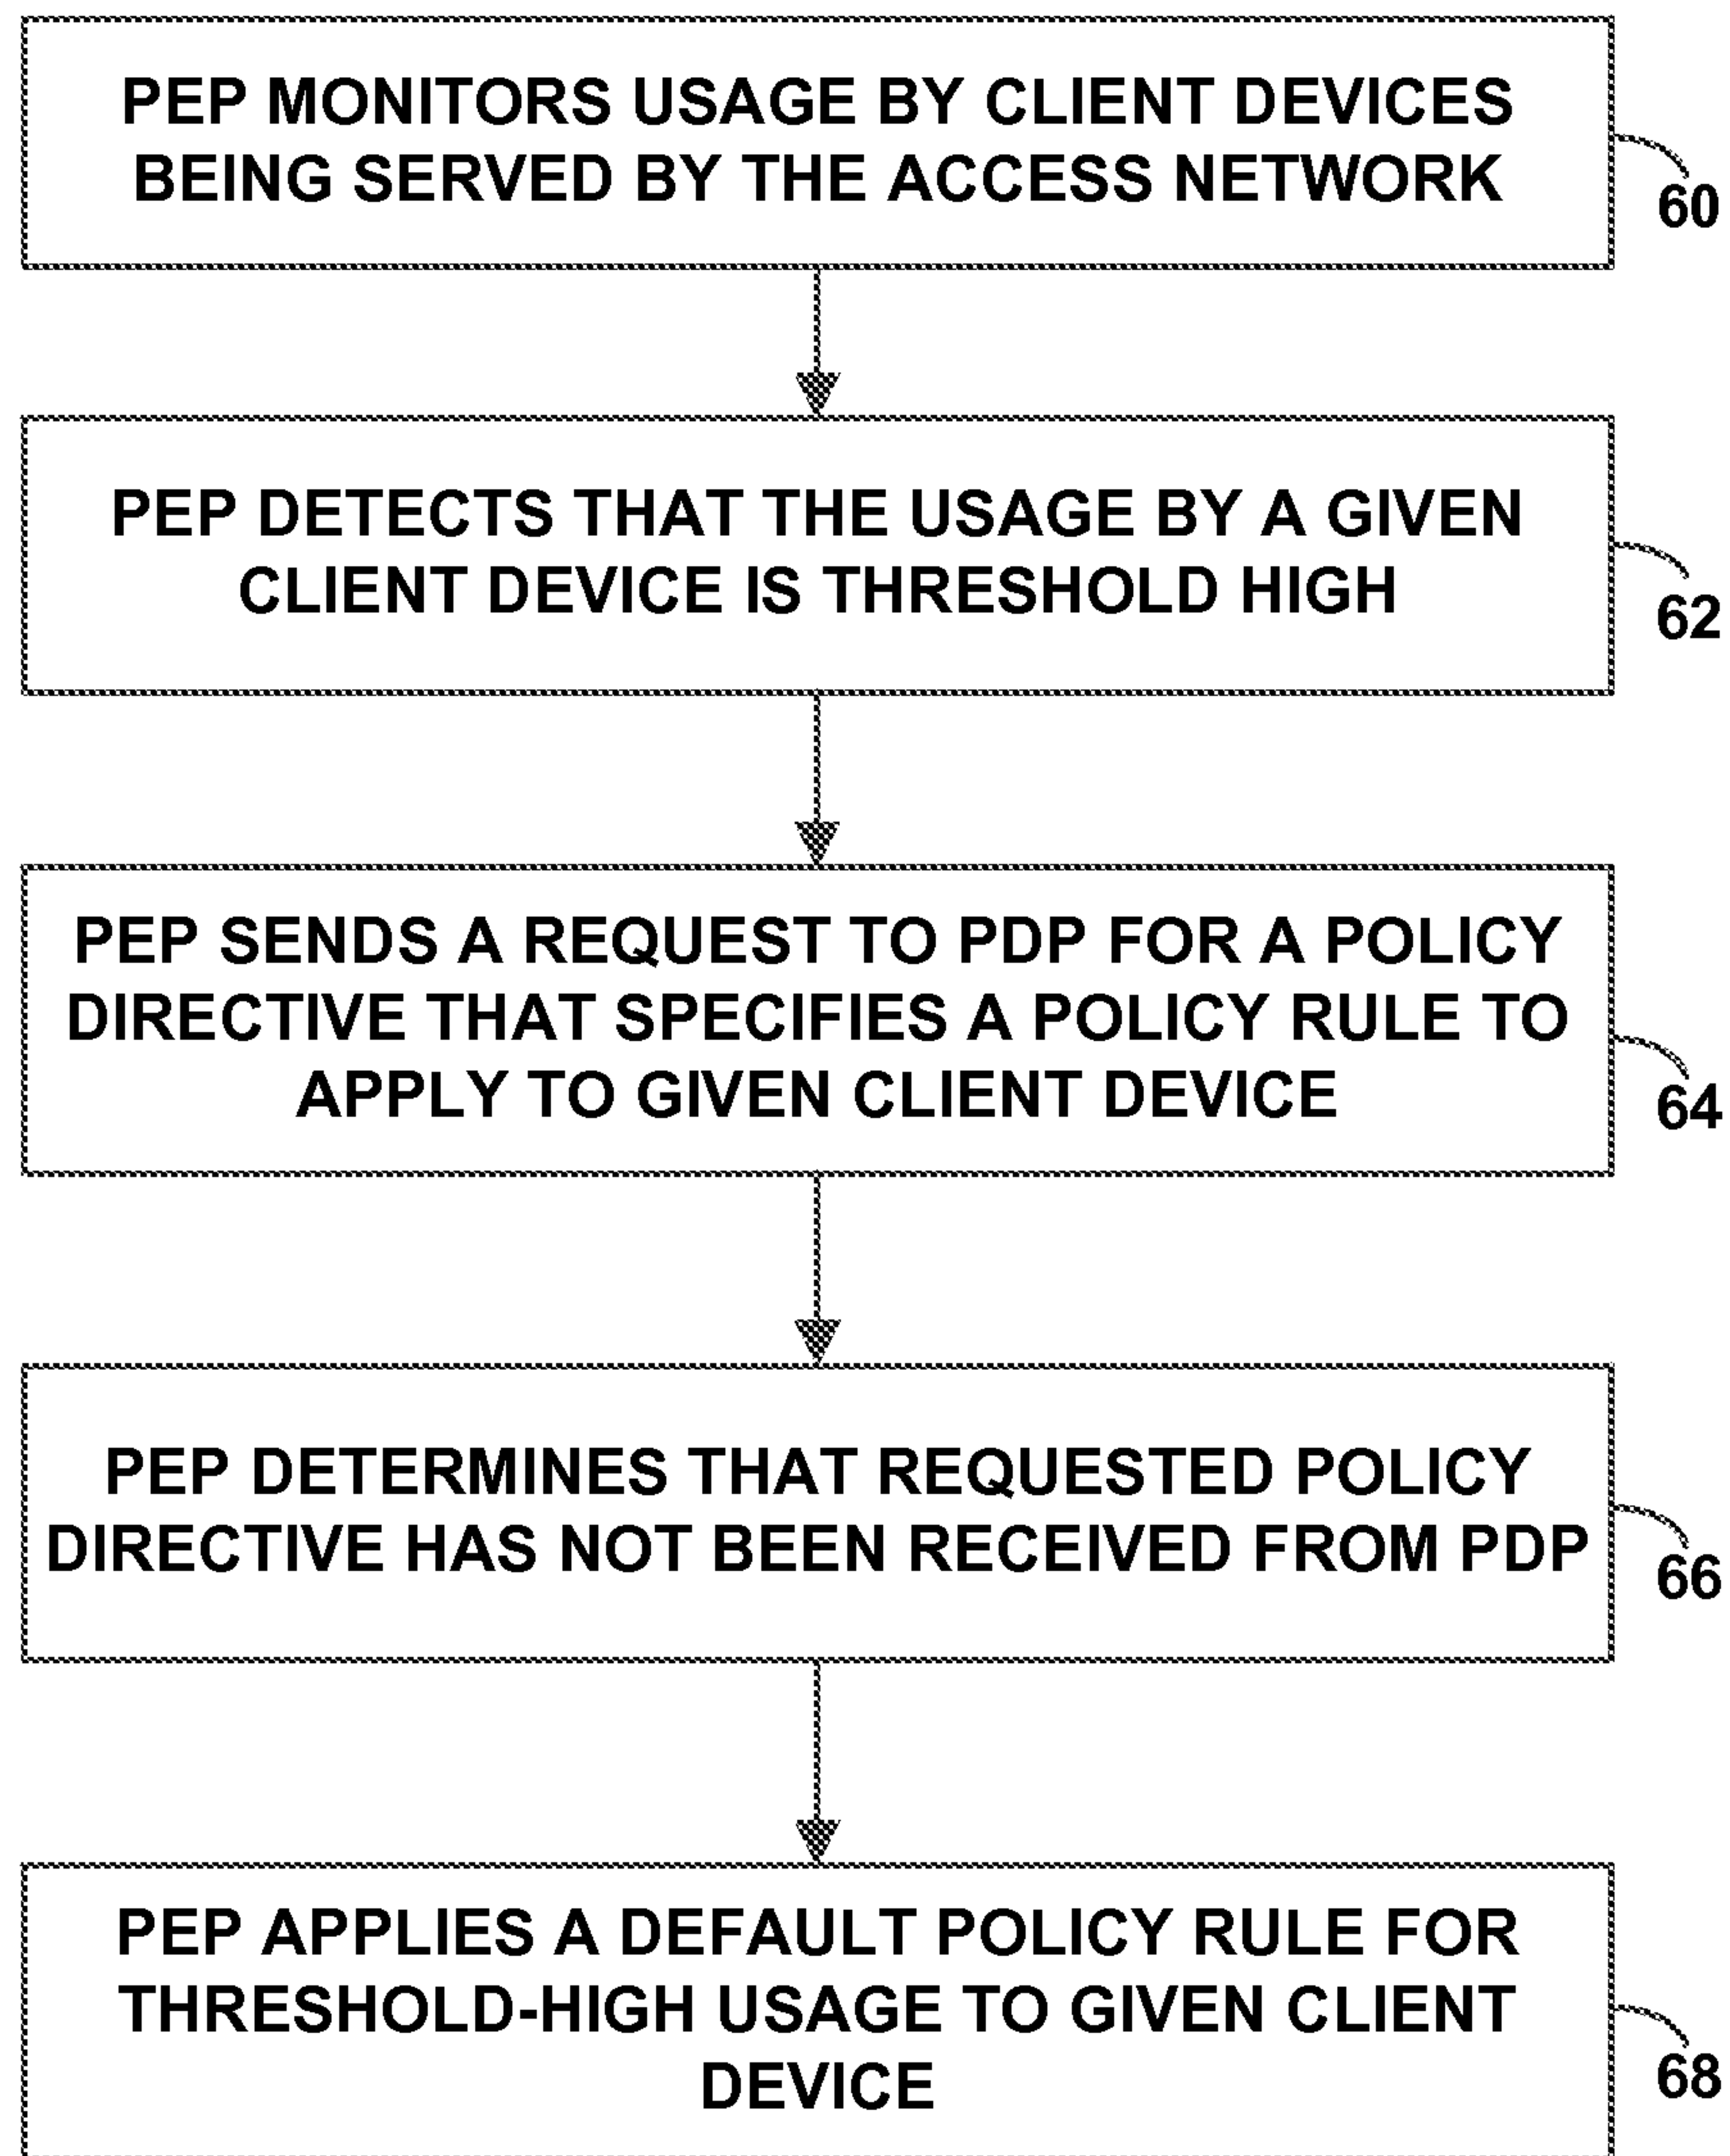 PEP MONITORS USAGE BY CLIENT DEVICES
BEING SERVED BY THE ACCESS NETWORK
60
PEP DETECTS THAT THE USAGE BY A GIVEN
CLIENT DEVICE IS THRESHOLD HIGH
62
PEP SENDS A REQUEST TO PDP FOR A POLICY
DIRECTIVE THAT SPECIFIES A POLICY RULE TO
APPLY TO GIVEN CLIENT DEVICE
64
PEP DETERMINES THAT REQUESTED POLICY
DIRECTIVE HAS NOT BEEN RECEIVED FROM PDP
66
PEP APPLIES A DEFAULT POLICY RULE FOR
THRESHOLD-HIGH USAGE TO GIVEN CLIENT
DEVICE
68